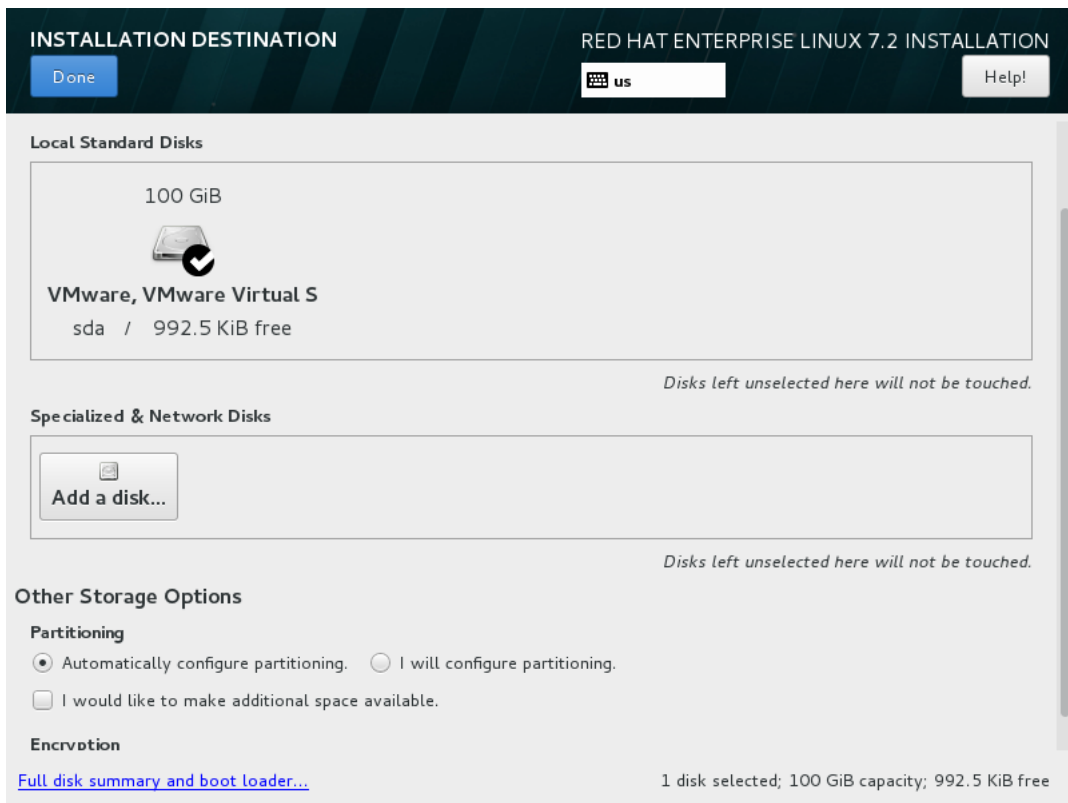 INSTALLATION DESTINATION
RED HAT ENTERPRISE LINUX 7.2 INSTALLATION
Done
us
Help!
Local Standard Disks
100 GiB
VMware, VMware Virtual S
sda / 992.5 KiB free
Disks left unselected here will not be touched.
Specialized & Network Disks
Add a disk...
Disks left unselected here will not be touched.
Other Storage Options
Partitioning
Automatically configure partitioning. I will configure partitioning.
I would like to make additional space available.
Encryption
Full disk summary and boot loader...
1 disk selected; 100 GiB capacity; 992.5 KiB free